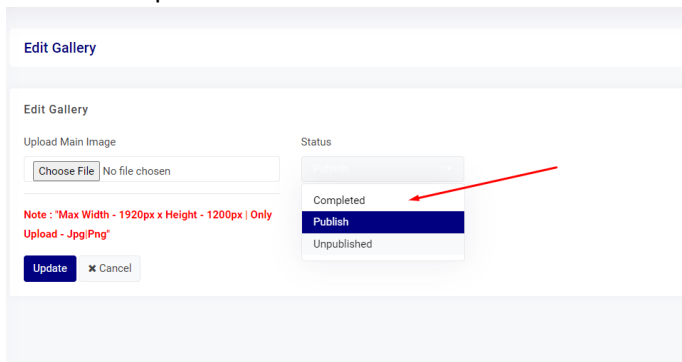 Edit Gallery
Edit Gallery
Upload Main Image
Status
Choose File No file chosen
Completed
Publish
Unpublished
Note : "Max Width - 1920px x Height - 1200px | Only
Upload - Jpg|Png"
Update ✖ Cancel